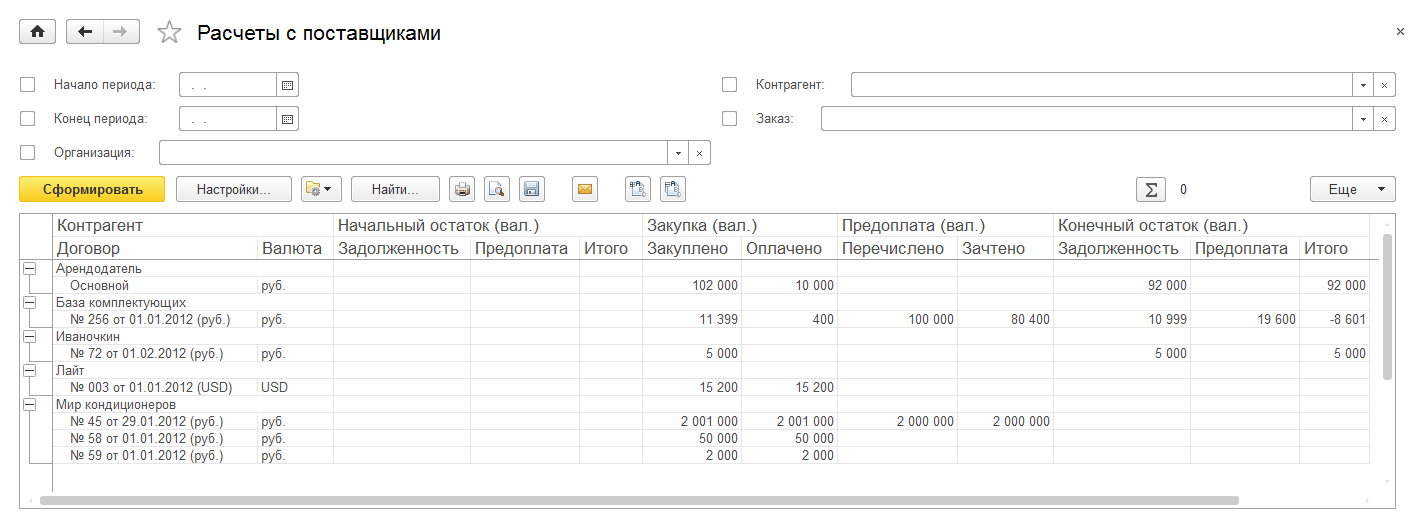 Расчеты с поставщиками
×
Начало периода: . .
Контрагент:
Конец периода: . .
Заказ:
Организация:
Сформировать Настройки... Найти... Σ 0 Еще
Контрагент Начальный остаток (вал.) Закупка (вал.) Предоплата (вал.) Конечный остаток (вал.)
Договор Валюта Задолженность Предоплата Итого Закуплено Оплачено Перечислено Зачтено Задолженность Предоплата Итого
Арендодатель
Основной руб. 102 000 10 000 92 000 92 000
База комплектующих
№ 256 от 01.01.2012 (руб.) руб. 11 399 400 100 000 80 400 10 999 19 600 -8 601
Иваночкин
№ 72 от 01.02.2012 (руб.) руб. 5 000 5 000 5 000
Лайт
№ 003 от 01.01.2012 (USD) USD 15 200 15 200
Мир кондиционеров
№ 45 от 29.01.2012 (руб.) руб. 2 001 000 2 001 000 2 000 000 2 000 000
№ 58 от 01.01.2012 (руб.) руб. 50 000 50 000
№ 59 от 01.01.2012 (руб.) руб. 2 000 2 000